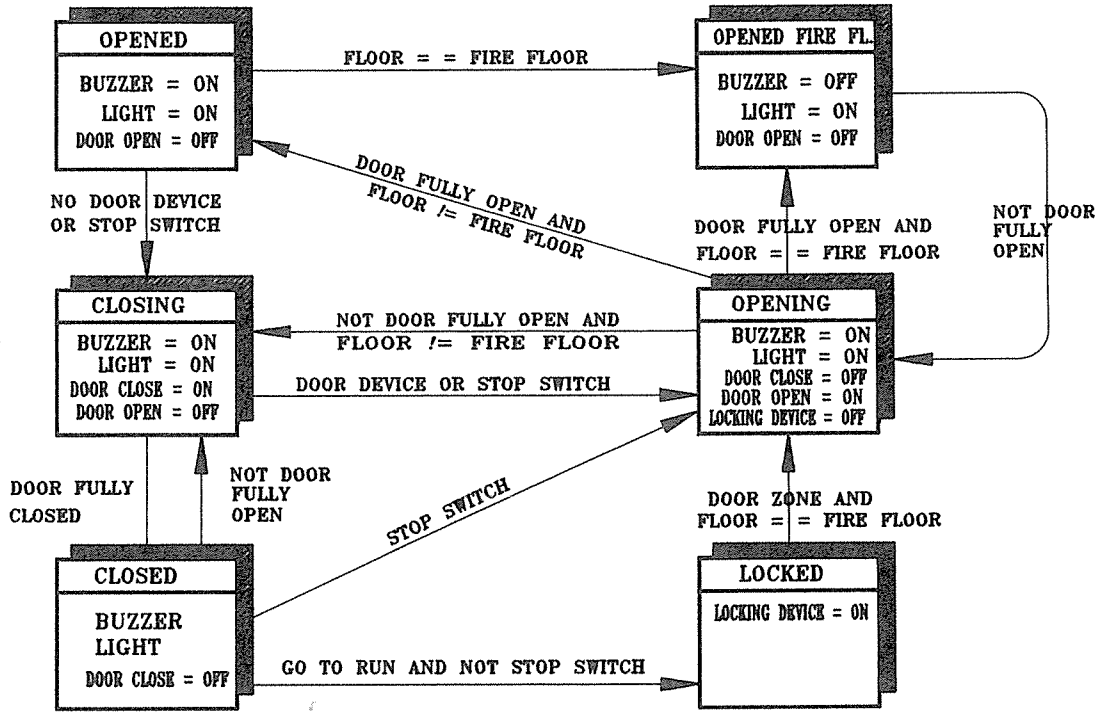 OPENED
BUZZER = ON
LIGHT = ON
DOOR OPEN = OFF
FLOOR = = FIRE FLOOR
OPENED FIRE FL.
BUZZER = OFF
LIGHT = ON
DOOR OPEN = OFF
NO DOOR DEVICE
OR STOP SWITCH
DOOR FULLY OPEN AND
FLOOR != FIRE FLOOR
DOOR FULLY OPEN AND
FLOOR = = FIRE FLOOR
NOT DOOR
FULLY
OPEN
CLOSING
BUZZER = ON
LIGHT = ON
DOOR CLOSE = ON
DOOR OPEN = OFF
NOT DOOR FULLY OPEN AND
FLOOR != FIRE FLOOR
DOOR DEVICE OR STOP SWITCH
OPENING
BUZZER = ON
LIGHT = ON
DOOR CLOSE = OFF
DOOR OPEN = ON
LOCKING DEVICE = OFF
DOOR FULLY
CLOSED
NOT DOOR
FULLY
OPEN
STOP SWITCH
DOOR ZONE AND
FLOOR = = FIRE FLOOR
CLOSED
BUZZER
LIGHT
DOOR CLOSE = OFF
GO TO RUN AND NOT STOP SWITCH
LOCKED
LOCKING DEVICE = ON